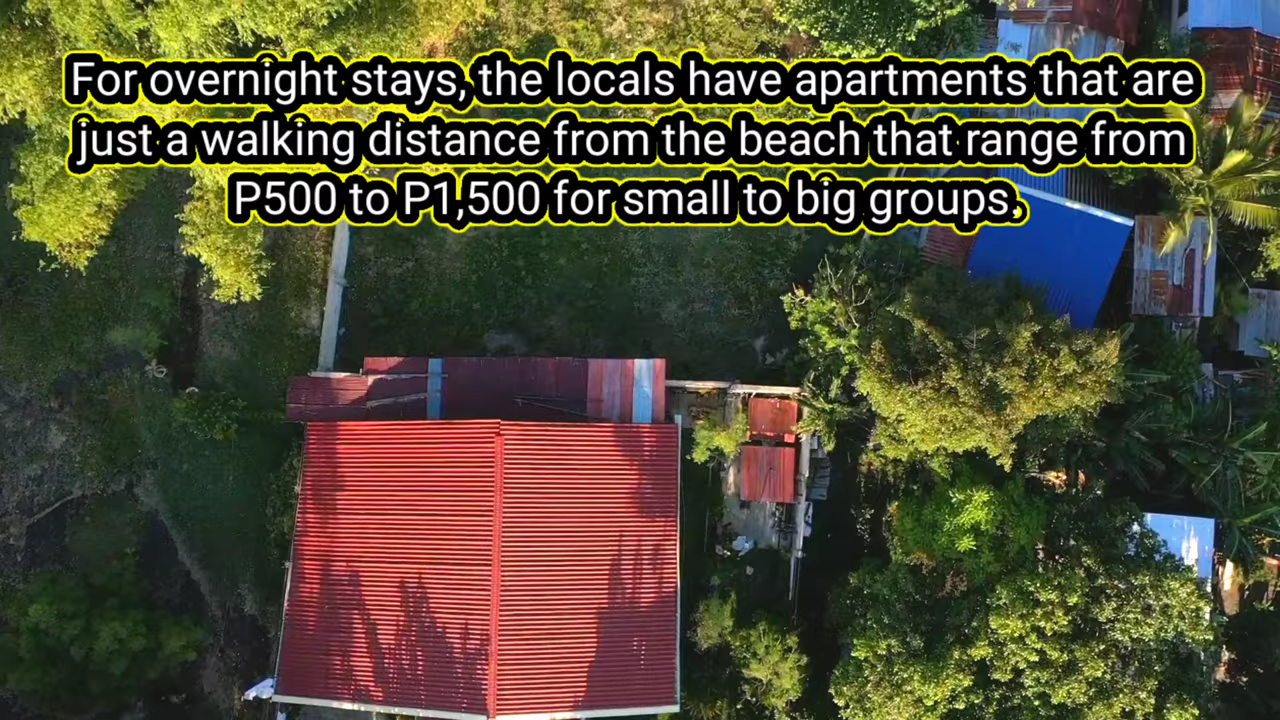 For overnight stays, the locals have apartments that are
just a walking distance from the beach that range from
P500 to P1,500 for small to big groups.